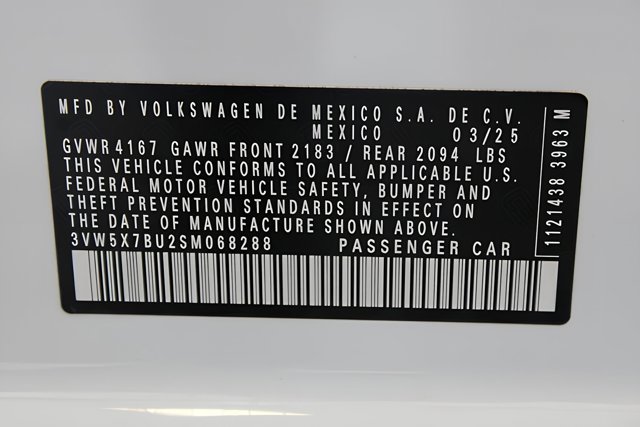 MFD BY VOLKSWAGEN DE MEXICO S.A. DE C.V.
MEXICO 03/25
GVWR 4167 GAWR FRONT 2183 / REAR 2094 LBS
THIS VEHICLE CONFORMS TO ALL APPLICABLE U.S.
FEDERAL MOTOR VEHICLE SAFETY, BUMPER AND
THEFT PREVENTION STANDARDS IN EFFECT ON
THE DATE OF MANUFACTURE SHOWN ABOVE.
3VW5X7BU2SM068288 PASSENGER CAR
1121438 3963 M